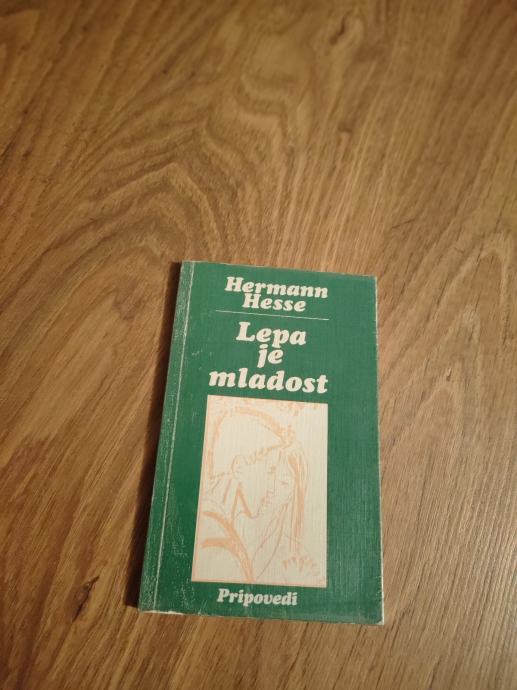 Hermann
Hesse
Lepa
je
mladost
Pripovedi